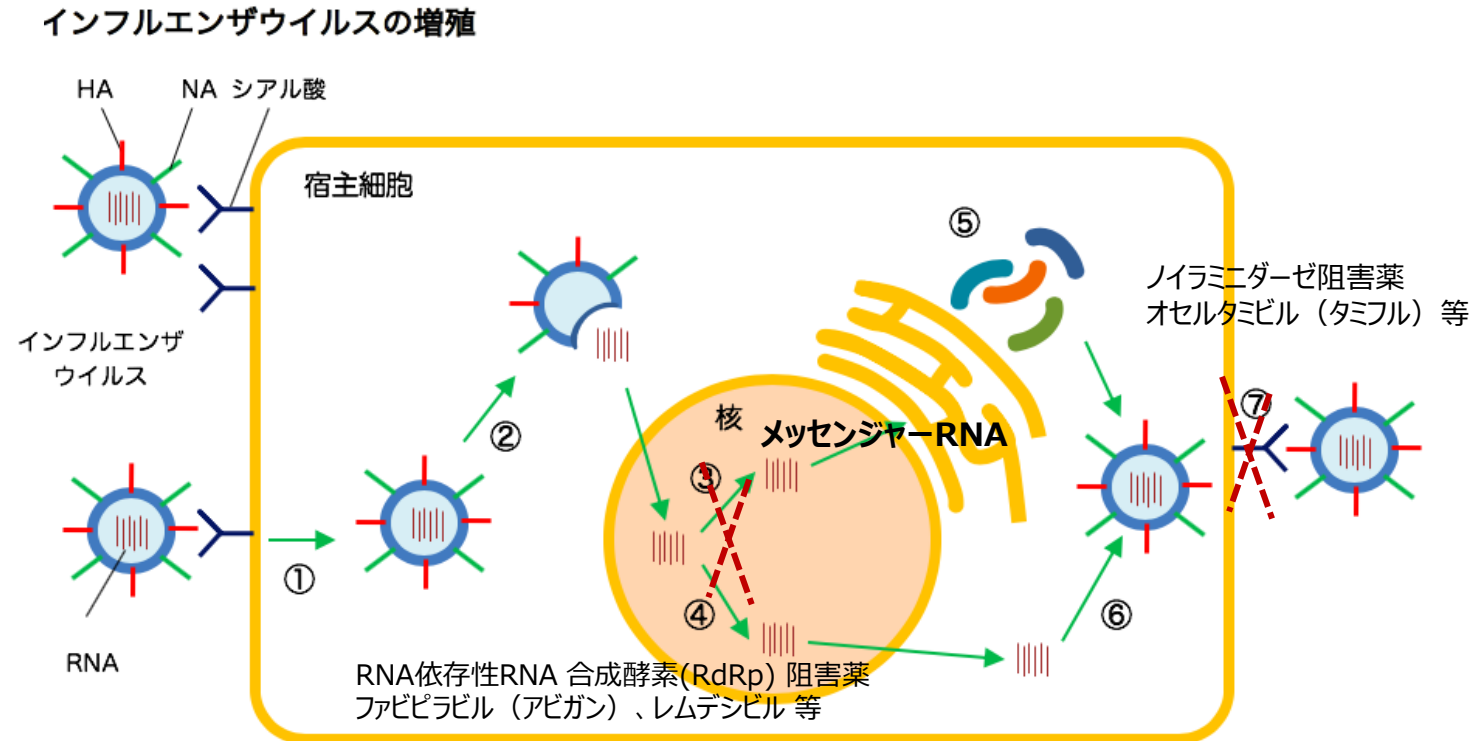 インフルエンザウイルスの増殖
HA
NA
シアル酸
宿主細胞
インフルエンザ
ウイルス
RNA
①
②
核
メッセンジャーRNA
③
④
⑤
⑥
⑦
ノイラミニダーゼ阻害薬
オセルタミビル（タミフル）等
RNA依存性RNA 合成酵素(RdRp) 阻害薬
ファビピラビル（アビガン）、レムデシビル 等